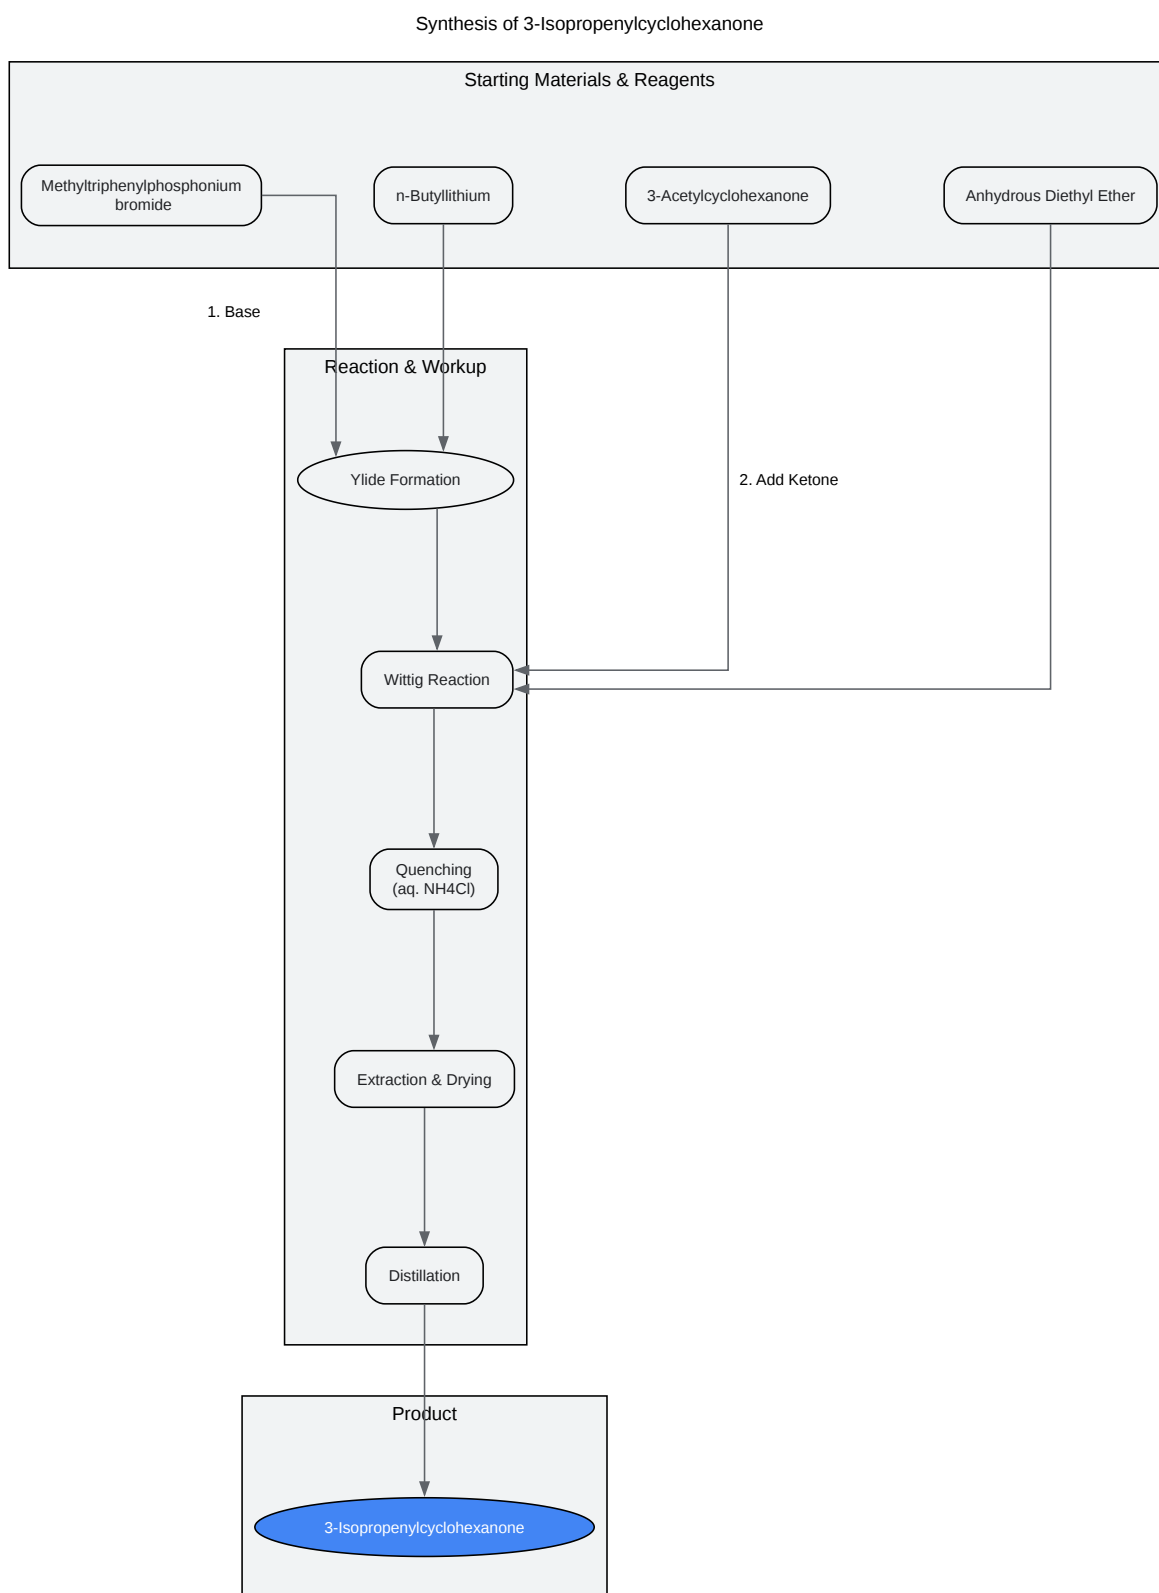 Synthesis of 3-Isopropenylcyclohexanone
Starting Materials & Reagents
Methyltriphenylphosphonium
bromide
n-Butyllithium
3-Acetylcyclohexanone
Anhydrous Diethyl Ether
1. Base
Reaction & Workup
Ylide Formation
2. Add Ketone
Wittig Reaction
Quenching
(aq. NH4Cl)
Extraction & Drying
Distillation
Product
3-Isopropenylcyclohexanone